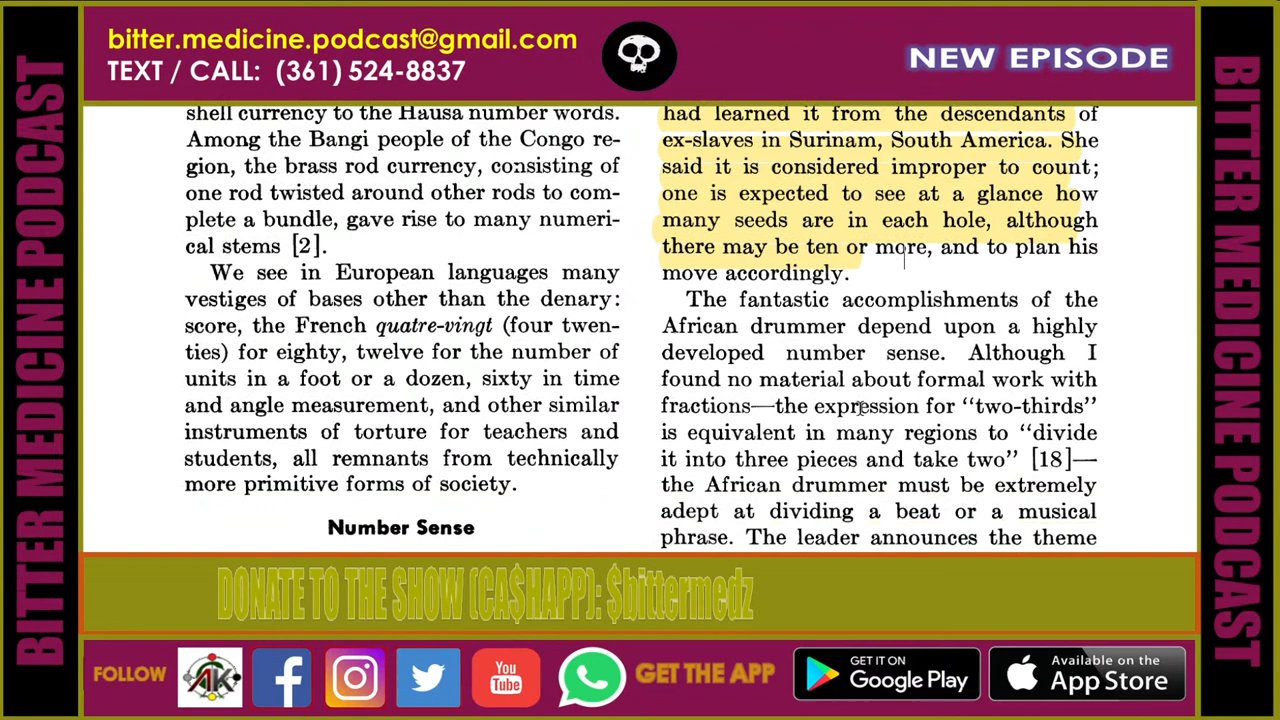 bitter.medicine.podcast@gmail.com
TEXT / CALL: (361) 524-8837
NEW EPISODE
BITTER MEDICINE PODCAST
shell currency to the Hausa number words.
Among the Bangi people of the Congo re-
gion, the brass rod currency, consisting of
one rod twisted around other rods to com-
plete a bundle, gave rise to many numeri-
cal stems [2].
We see in European languages many
vestiges of bases other than the denary:
score, the French quatre-vingt (four twen-
ties) for eighty, twelve for the number of
units in a foot or a dozen, sixty in time
and angle measurement, and other similar
instruments of torture for teachers and
students, all remnants from technically
more primitive forms of society.
Number Sense
had learned it from the descendants of
ex-slaves in Surinam, South America. She
said it is considered improper to count;
one is expected to see at a glance how
many seeds are in each hole, although
there may be ten or more, and to plan his
move accordingly.
The fantastic accomplishments of the
African drummer depend upon a highly
developed number sense. Although I
found no material about formal work with
fractions—the expression for "two-thirds"
is equivalent in many regions to "divide
it into three pieces and take two" [18]—
the African drummer must be extremely
adept at dividing a beat or a musical
phrase. The leader announces the theme
BITTER MEDICINE PODCAST
DONATE TO THE SHOW (CA$HAPP): $bittermedz
FOLLOW
ATK
You
Tube
GET THE APP
GET IT ON
Google Play
Available on the
App Store